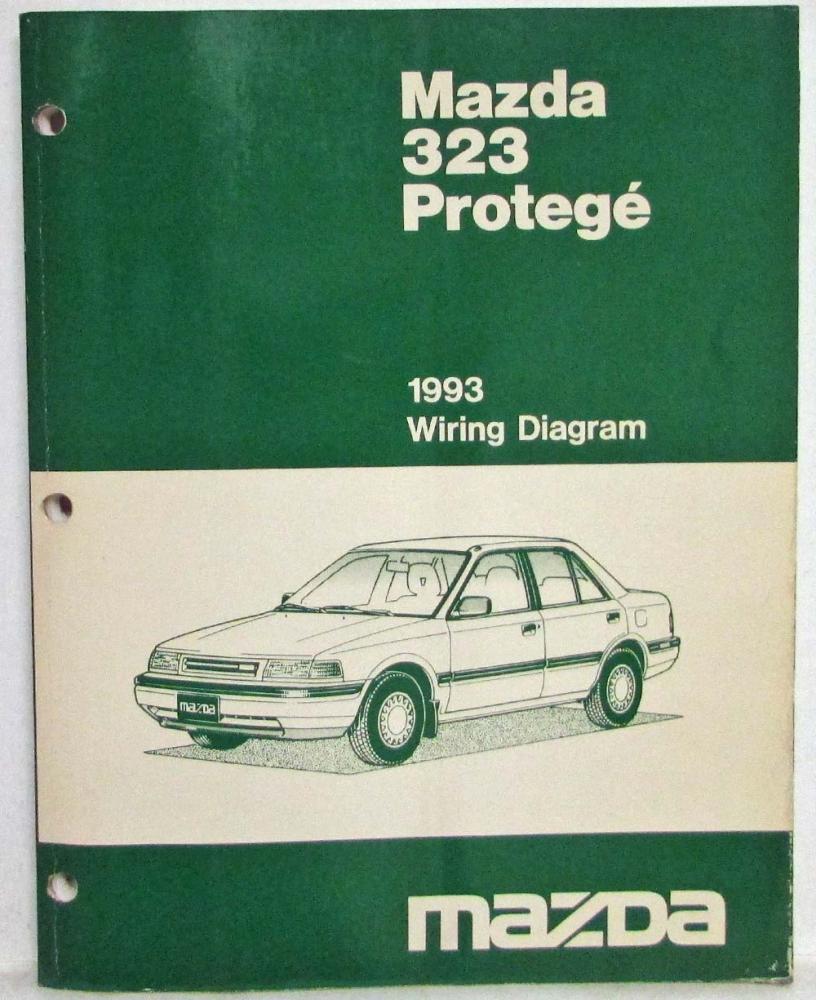 Mazda
323
Protegé
1993
Wiring Diagram
mazda
mazda